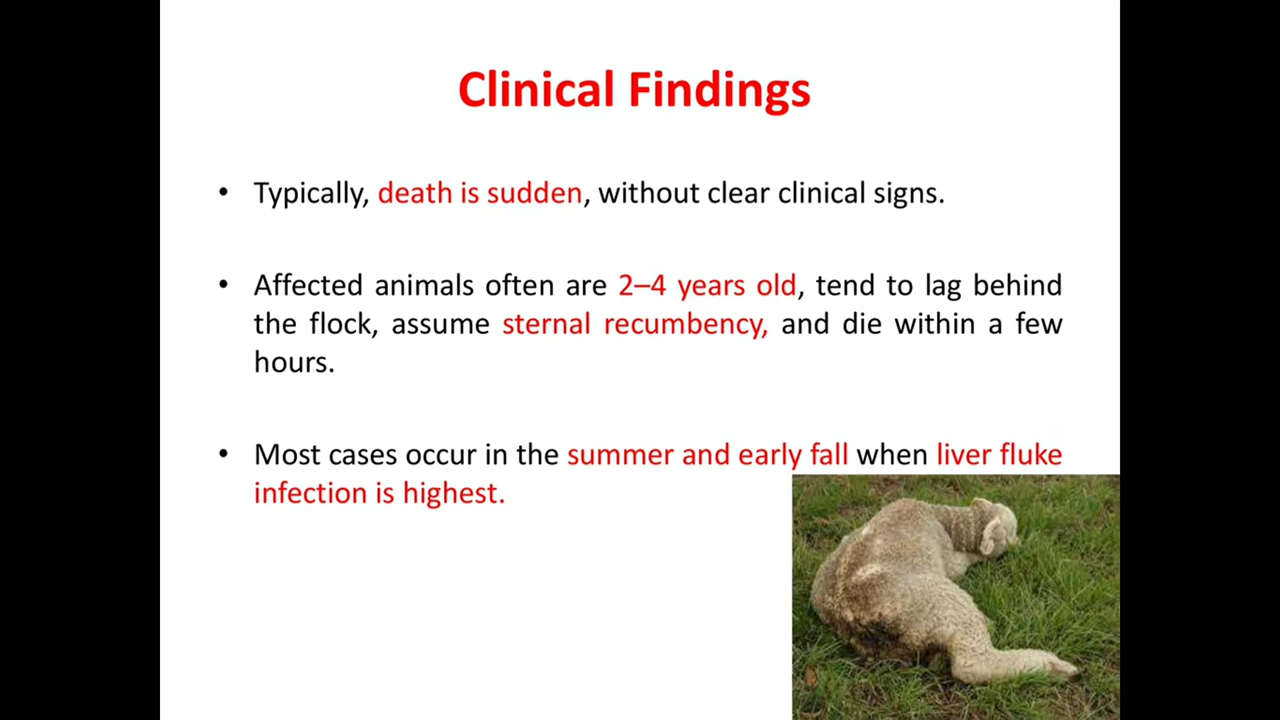 Clinical Findings
• Typically, death is sudden, without clear clinical signs.
• Affected animals often are 2–4 years old, tend to lag behind
the flock, assume sternal recumbency, and die within a few
hours.
• Most cases occur in the summer and early fall when liver fluke
infection is highest.